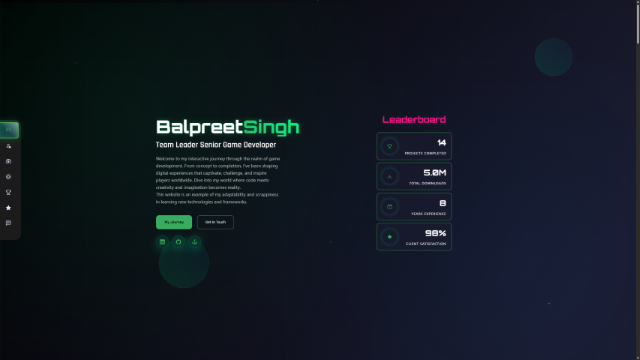 BalpreetSingh
Team Leader Senior Game Developer
Welcome to my interactive journey through the realm of game
development. From concept to completion, I've been shaping
digital experiences that captivate, challenge, and inspire
players worldwide. Dive into my world where code meets
creativity and imagination becomes reality.
This website is an example of my adaptability and scrappiness
in learning new technologies and frameworks.
My Journey
Get In Touch
Leaderboard
14
PROJECTS COMPLETED
5.0M
TOTAL DOWNLOADS
8
YEARS EXPERIENCE
98%
CLIENT SATISFACTION